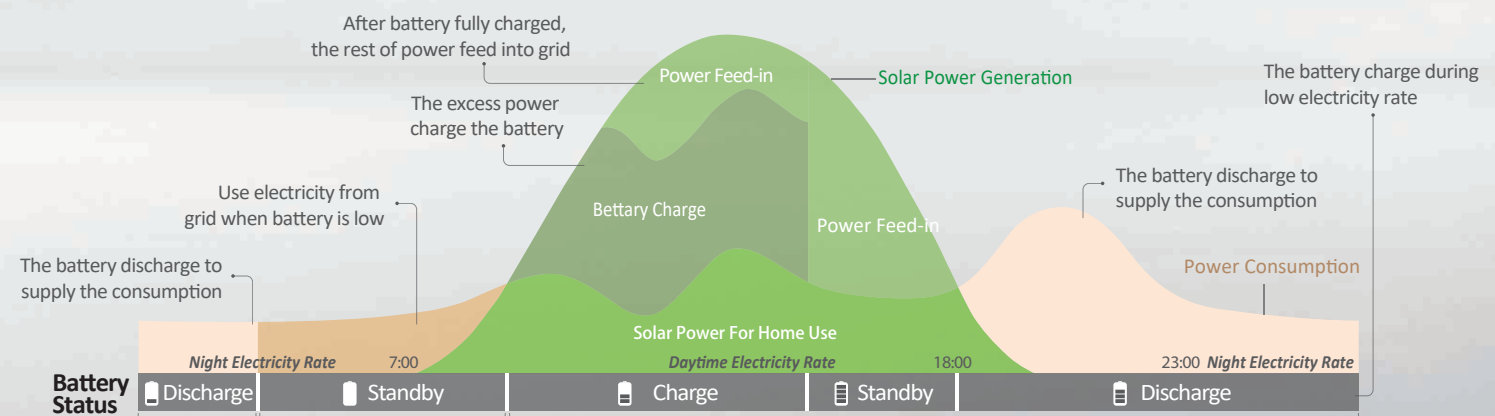 After battery fully charged,
the rest of power feed into grid
Power Feed-in
Solar Power Generation
The battery charge during
low electricity rate
The excess power
charge the battery
Use electricity from
grid when battery is low
Bettary Charge
Power Feed-in
The battery discharge to
supply the consumption
The battery discharge to
supply the consumption
Power Consumption
Solar Power For Home Use
Night Electricity Rate 7:00 Daytime Electricity Rate 18:00 23:00 Night Electricity Rate
Battery
Status
Discharge Standby Charge Standby Discharge